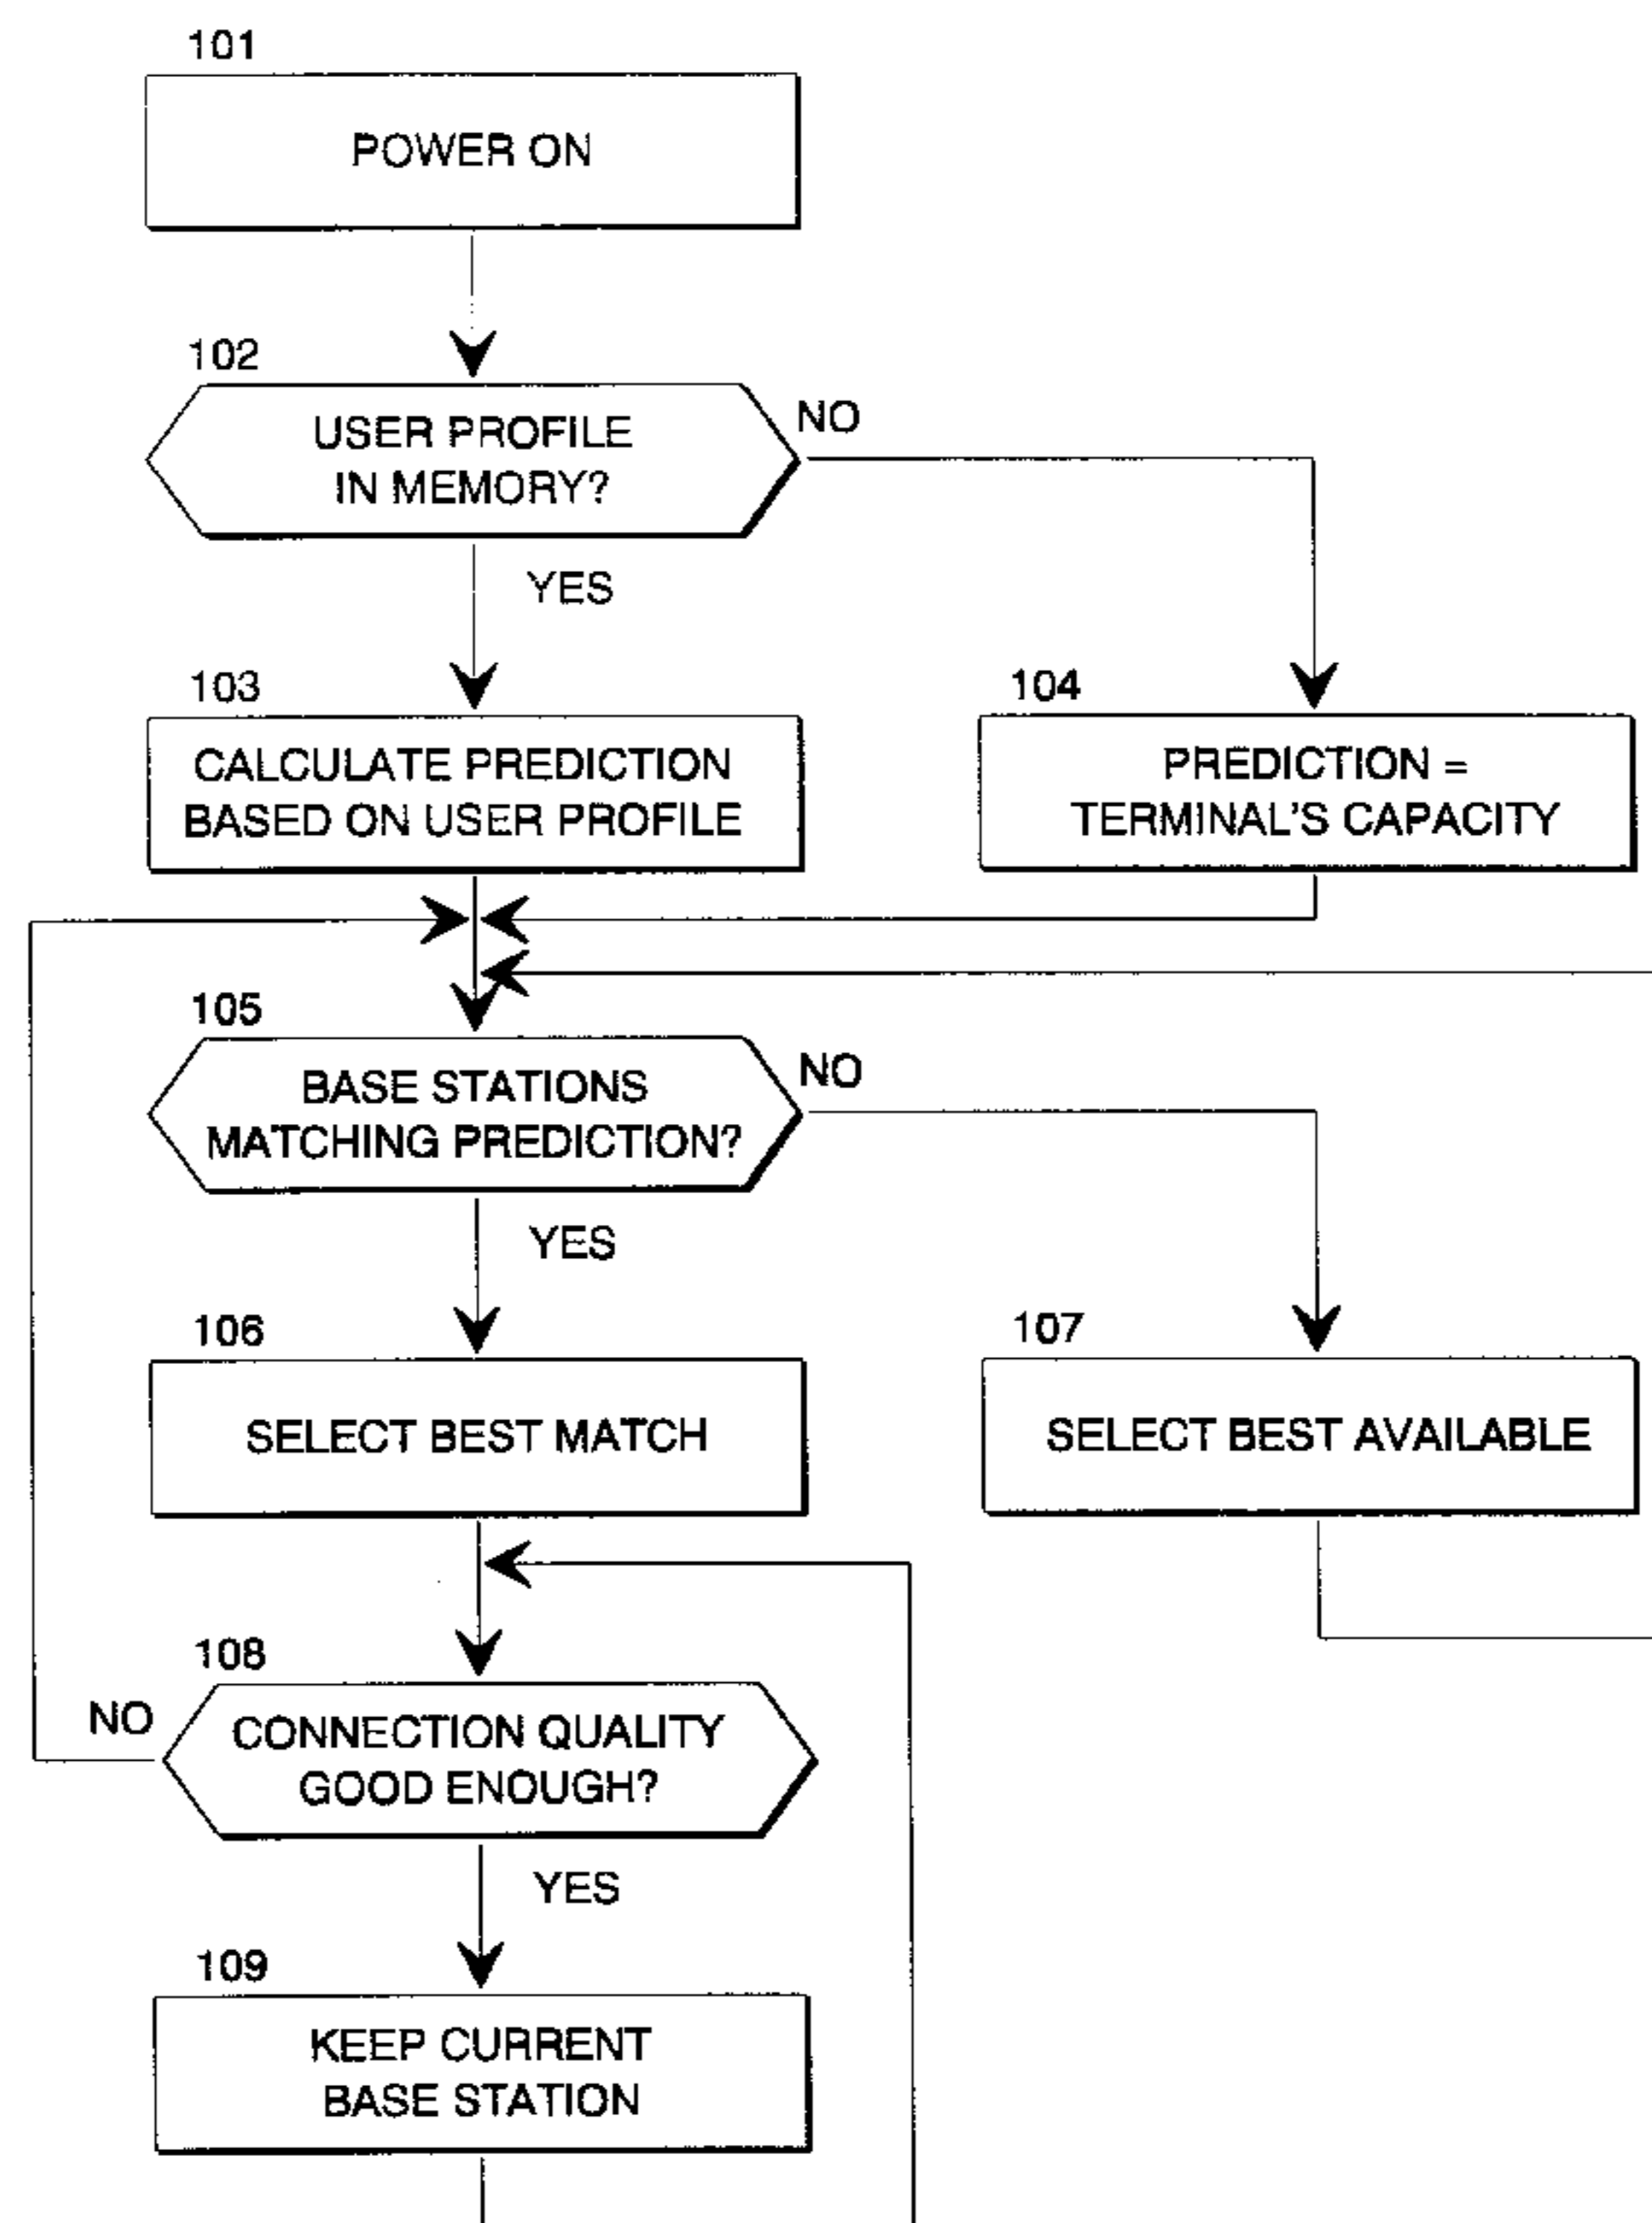 101
POWER ON
102
USER PROFILE
IN MEMORY?
NO
YES
103
CALCULATE PREDICTION
BASED ON USER PROFILE
104
PREDICTION =
TERMINAL'S CAPACITY
105
BASE STATIONS
MATCHING PREDICTION?
NO
YES
106
SELECT BEST MATCH
107
SELECT BEST AVAILABLE
108
NO
CONNECTION QUALITY
GOOD ENOUGH?
YES
109
KEEP CURRENT
BASE STATION